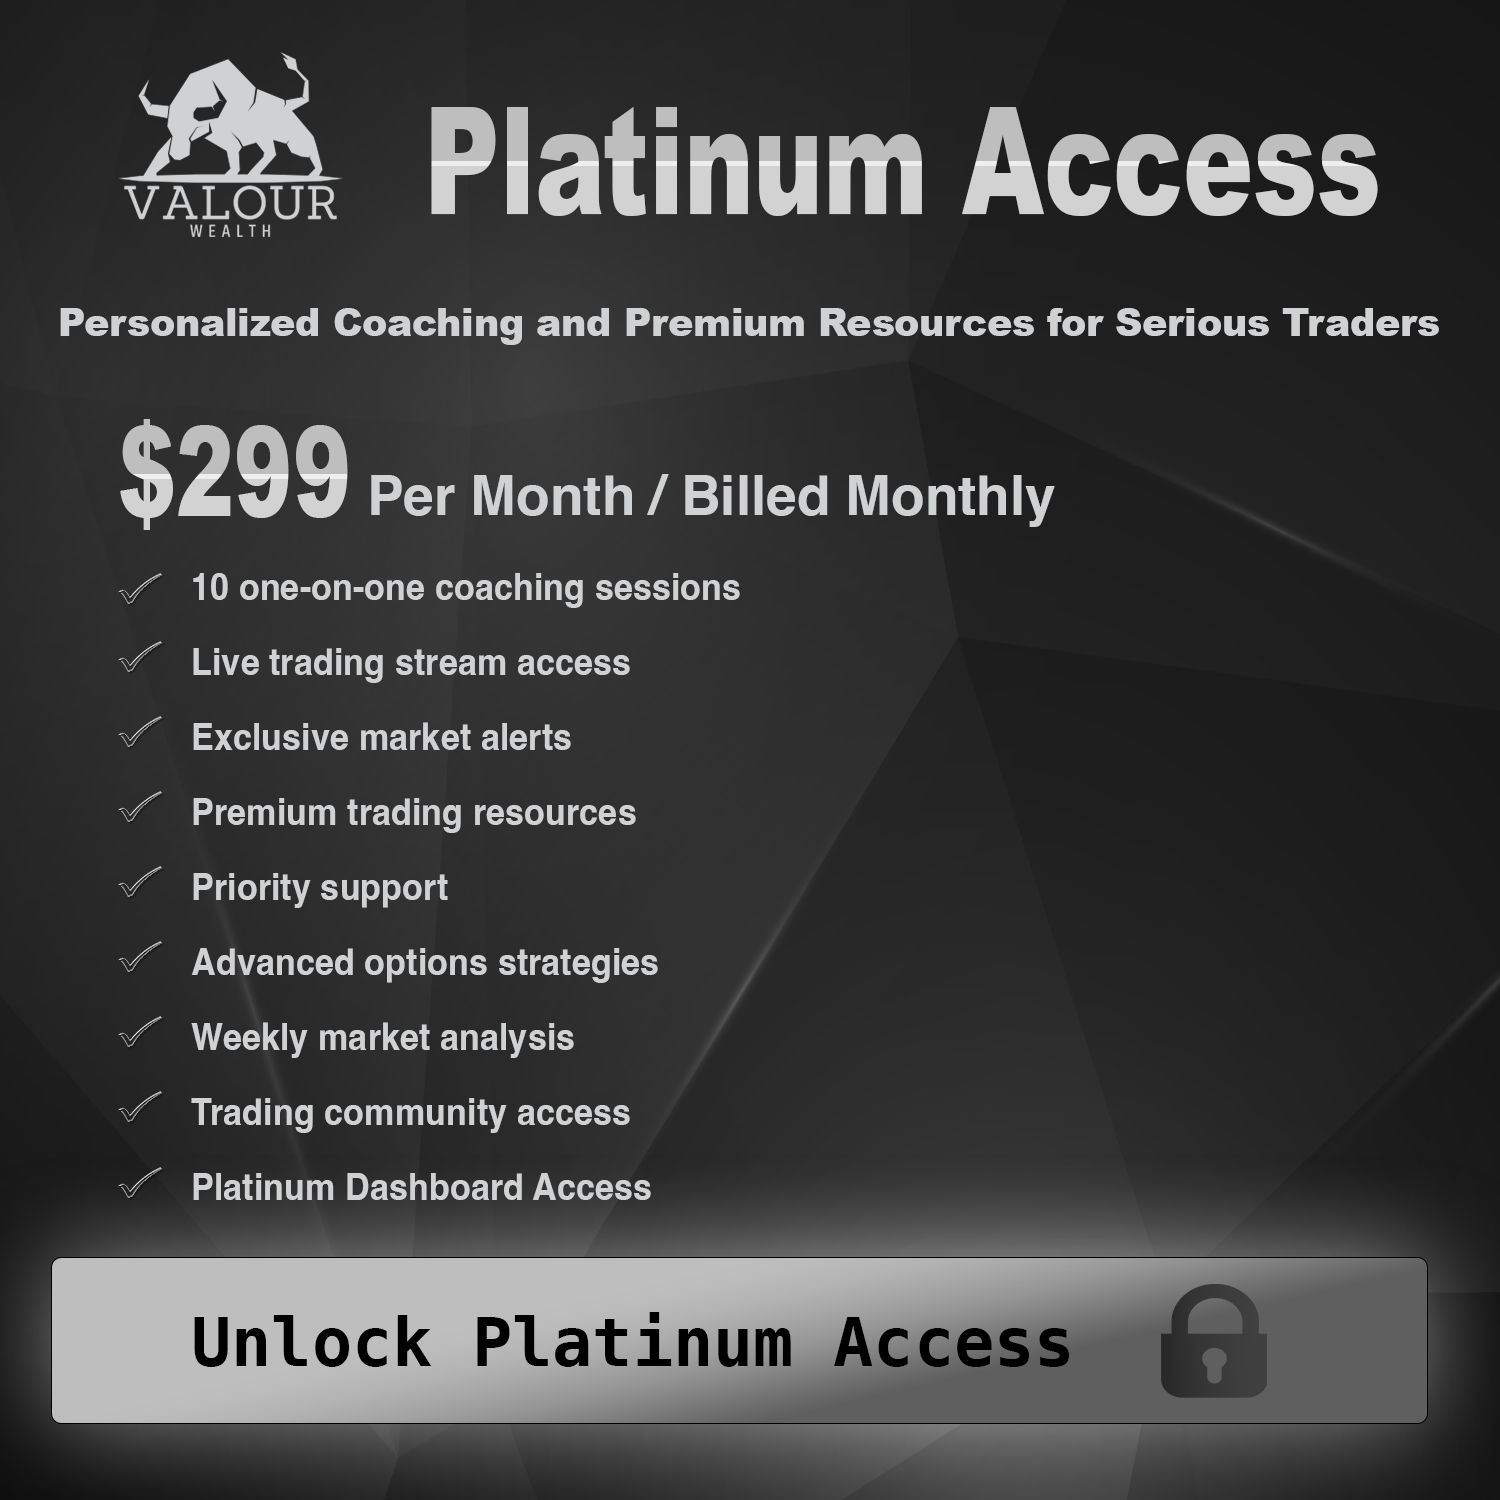 VALOUR
WEALTH
Platinum Access
Personalized Coaching and Premium Resources for Serious Traders
$299 Per Month / Billed Monthly
10 one-on-one coaching sessions
Live trading stream access
Exclusive market alerts
Premium trading resources
Priority support
Advanced options strategies
Weekly market analysis
Trading community access
Platinum Dashboard Access
Unlock Platinum Access